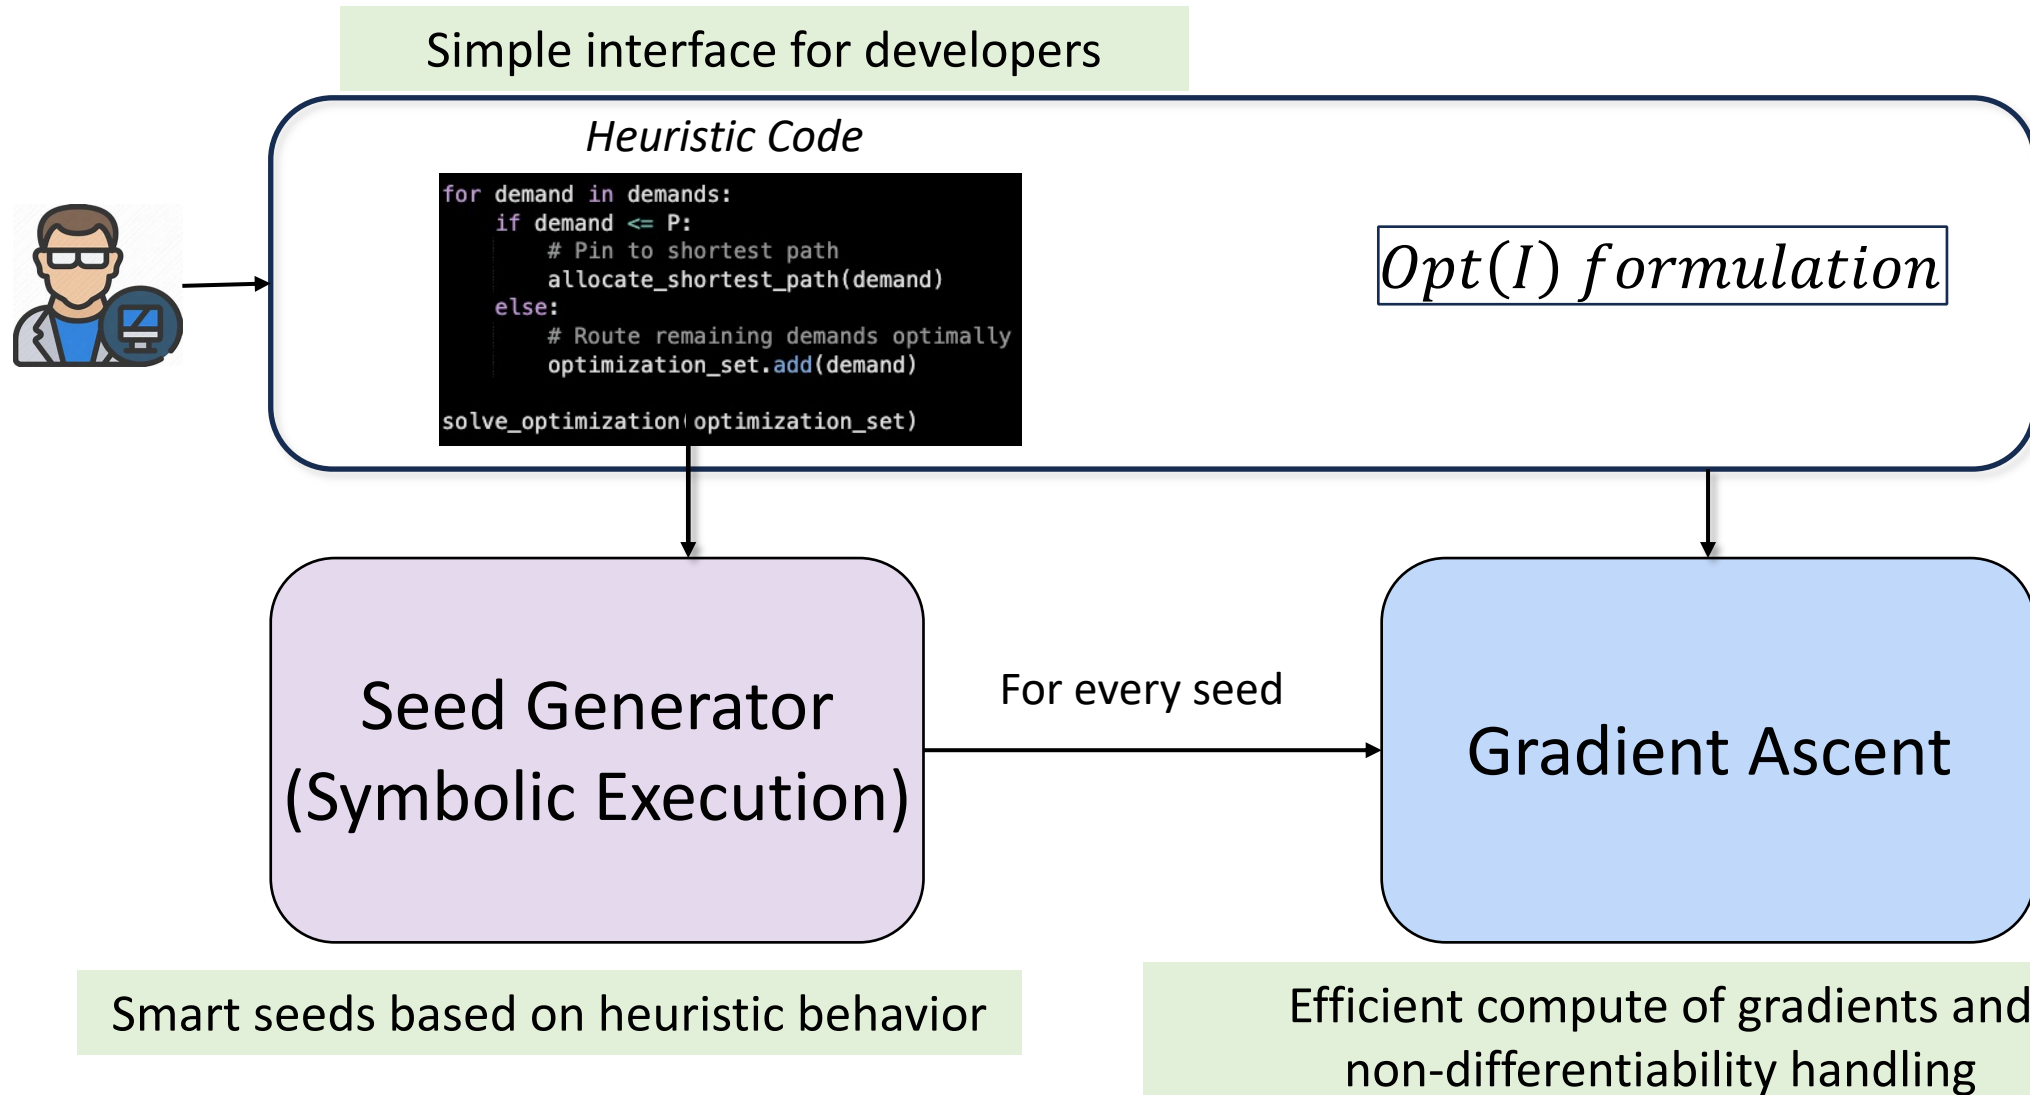 Simple interface for developers
Heuristic Code
for demand in demands:
    if demand <= P:
        # Pin to shortest path
        allocate_shortest_path(demand)
    else:
        # Route remaining demands optimally
        optimization_set.add(demand)
solve_optimization(optimization_set)
Opt(I) formulation
Seed Generator
(Symbolic Execution)
For every seed
Gradient Ascent
Smart seeds based on heuristic behavior
Efficient compute of gradients and
non-differentiability handling